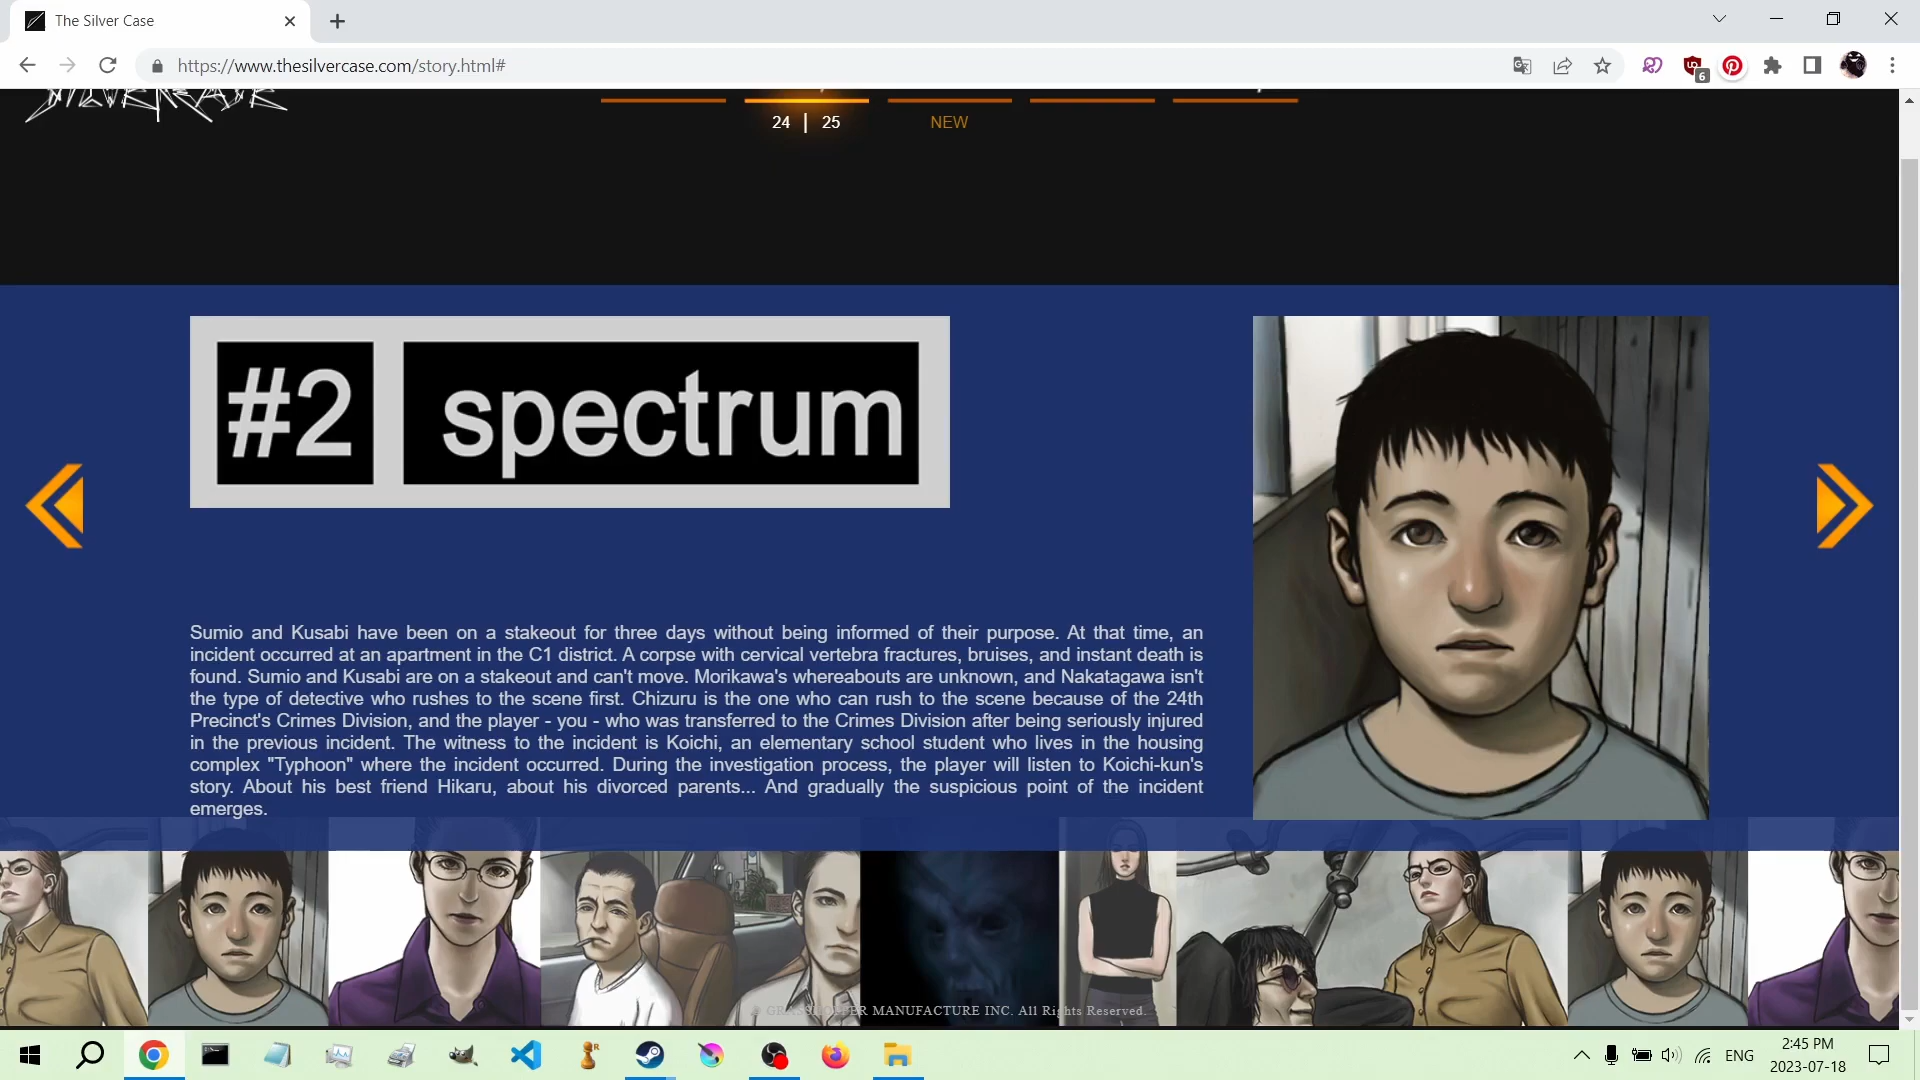 The Silver Case
https://www.thesilvercase.com/story.html#
6
SILVERCASE
24 | 25
NEW
#2 spectrum
Sumio and Kusabi have been on a stakeout for three days without being informed of their purpose. At that time, an
incident occurred at an apartment in the C1 district. A corpse with cervical vertebra fractures, bruises, and instant death is
found. Sumio and Kusabi are on a stakeout and can't move. Morikawa's whereabouts are unknown, and Nakatagawa isn't
the type of detective who rushes to the scene first. Chizuru is the one who can rush to the scene because of the 24th
Precinct's Crimes Division, and the player - you - who was transferred to the Crimes Division after being seriously injured
in the previous incident. The witness to the incident is Koichi, an elementary school student who lives in the housing
complex "Typhoon" where the incident occurred. During the investigation process, the player will listen to Koichi-kun's
story. About his best friend Hikaru, about his divorced parents... And gradually the suspicious point of the incident
emerges.
© GRASSHOPPER MANUFACTURE INC. All Rights Reserved.
ENG
2:45 PM
2023-07-18